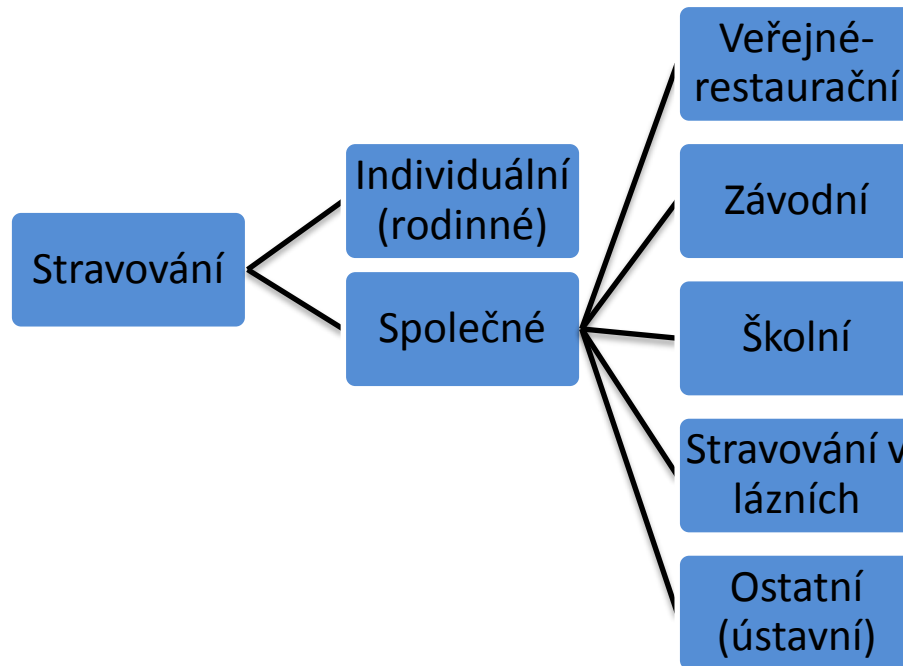 Stravování
Individuální
(rodinné)
Společné
Veřejné-
restaurační
Závodní
Školní
Stravování v
lázních
Ostatní
(ústavní)